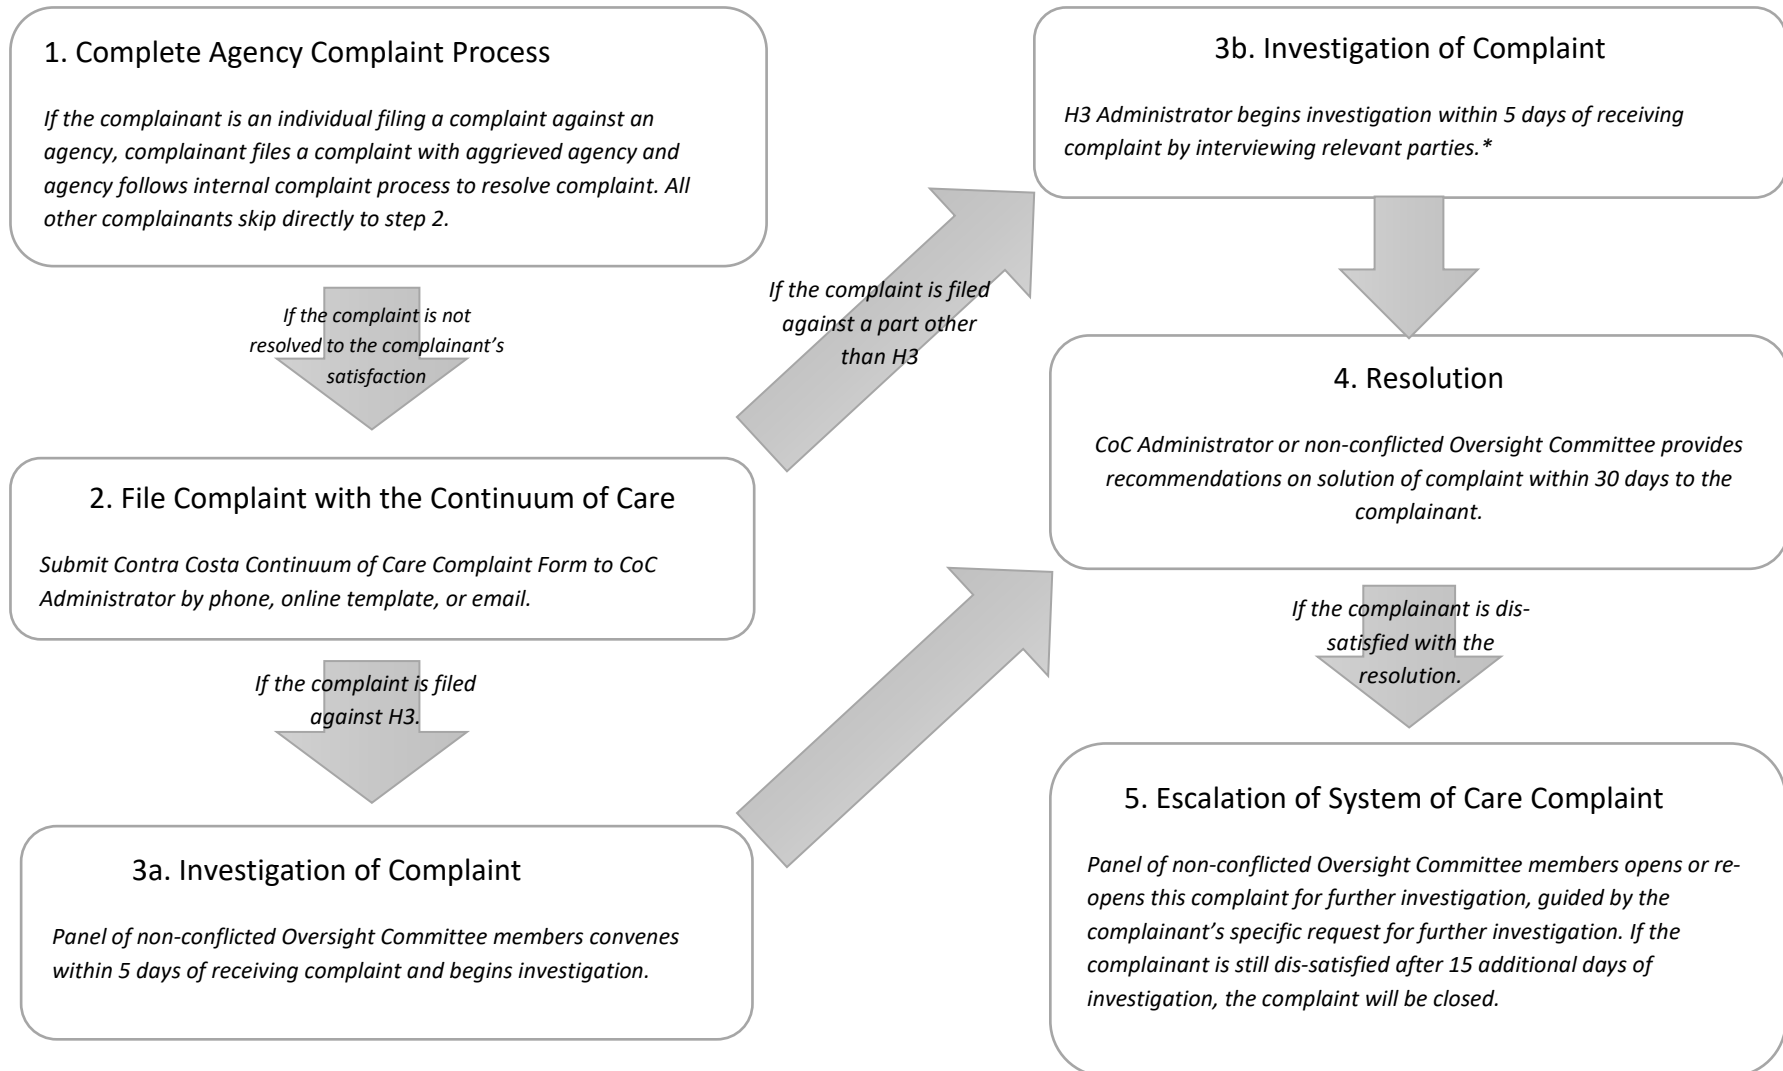 1. Complete Agency Complaint Process
If the complainant is an individual filing a complaint against an
agency, complainant files a complaint with aggrieved agency and
agency follows internal complaint process to resolve complaint. All
other complainants skip directly to step 2.
If the complaint is not
resolved to the complainant’s
satisfaction
2. File Complaint with the Continuum of Care
Submit Contra Costa Continuum of Care Complaint Form to CoC
Administrator by phone, online template, or email.
If the complaint is filed
against H3.
3a. Investigation of Complaint
Panel of non-conflicted Oversight Committee members convenes
within 5 days of receiving complaint and begins investigation.
If the complaint is filed
against a part other
than H3
3b. Investigation of Complaint
H3 Administrator begins investigation within 5 days of receiving
complaint by interviewing relevant parties.*
4. Resolution
CoC Administrator or non-conflicted Oversight Committee provides
recommendations on solution of complaint within 30 days to the
complainant.
If the complainant is dis-
satisfied with the
resolution.
5. Escalation of System of Care Complaint
Panel of non-conflicted Oversight Committee members opens or re-
opens this complaint for further investigation, guided by the
complainant’s specific request for further investigation. If the
complainant is still dis-satisfied after 15 additional days of
investigation, the complaint will be closed.